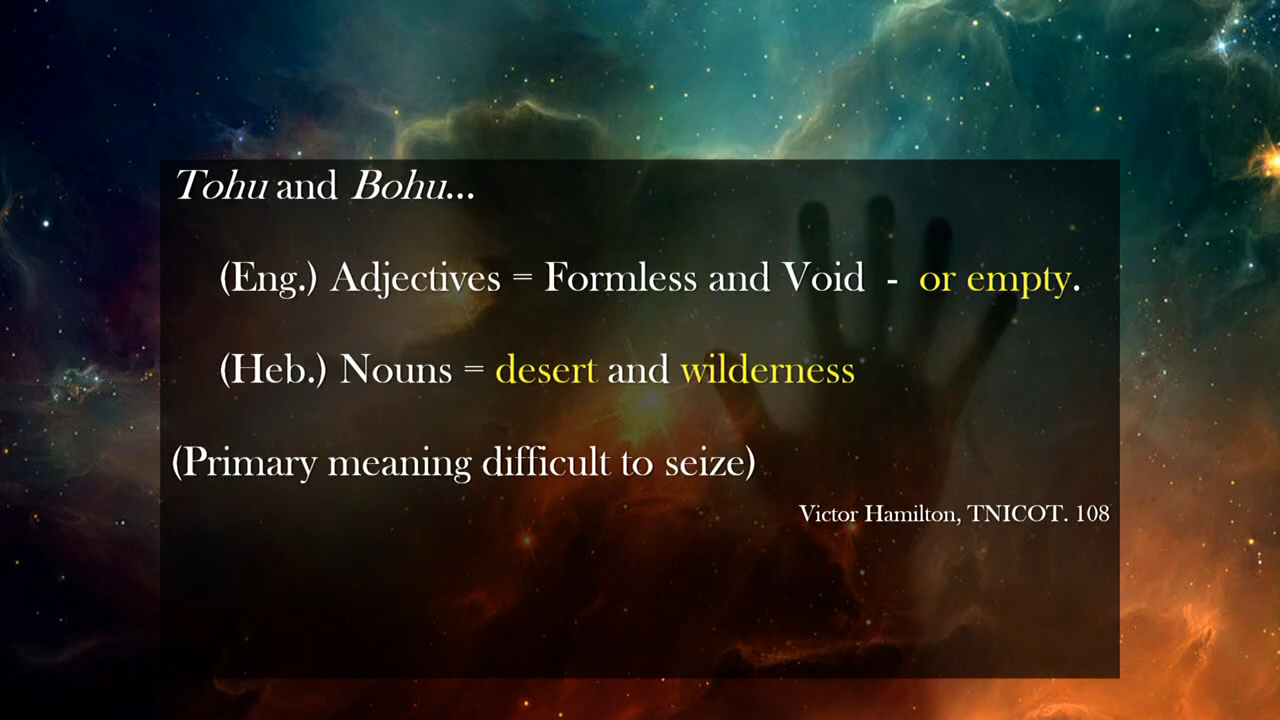 Tohu and Bohu...
(Eng.) Adjectives = Formless and Void - or empty.
(Heb.) Nouns = desert and wilderness
(Primary meaning difficult to seize)
Victor Hamilton, TNICOT. 108